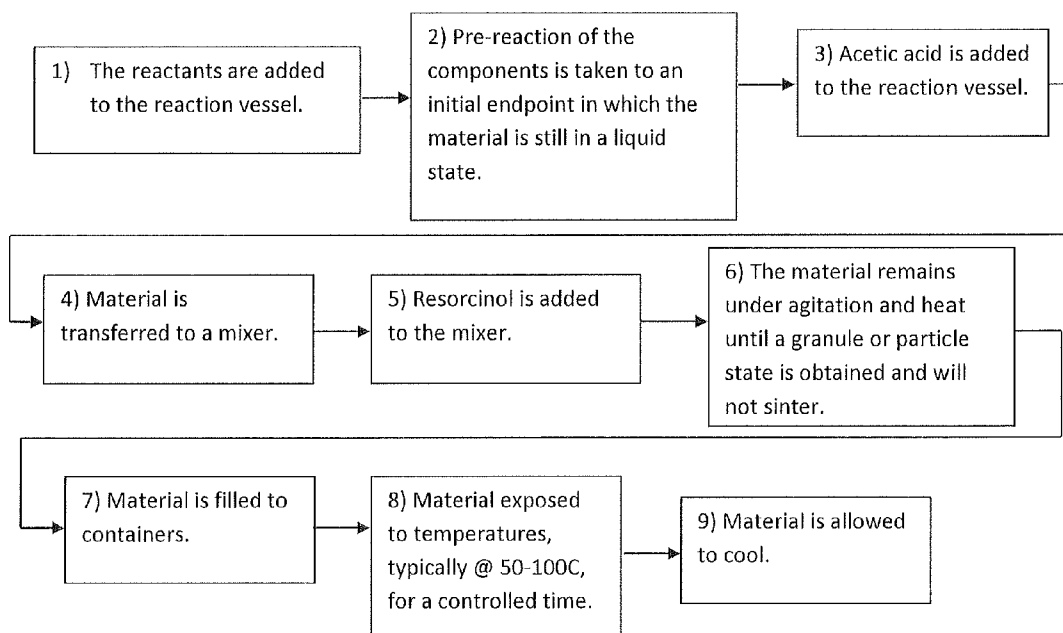 1) The reactants are added
to the reaction vessel.
2) Pre-reaction of the
components is taken to an
initial endpoint in which the
material is still in a liquid
state.
3) Acetic acid is added
to the reaction vessel.
4) Material is
transferred to a mixer.
5) Resorcinol is added
to the mixer.
6) The material remains
under agitation and heat
until a granule or particle
state is obtained and will
not sinter.
7) Material is filled to
containers.
8) Material exposed
to temperatures,
typically @ 50-100C,
for a controlled time.
9) Material is allowed
to cool.